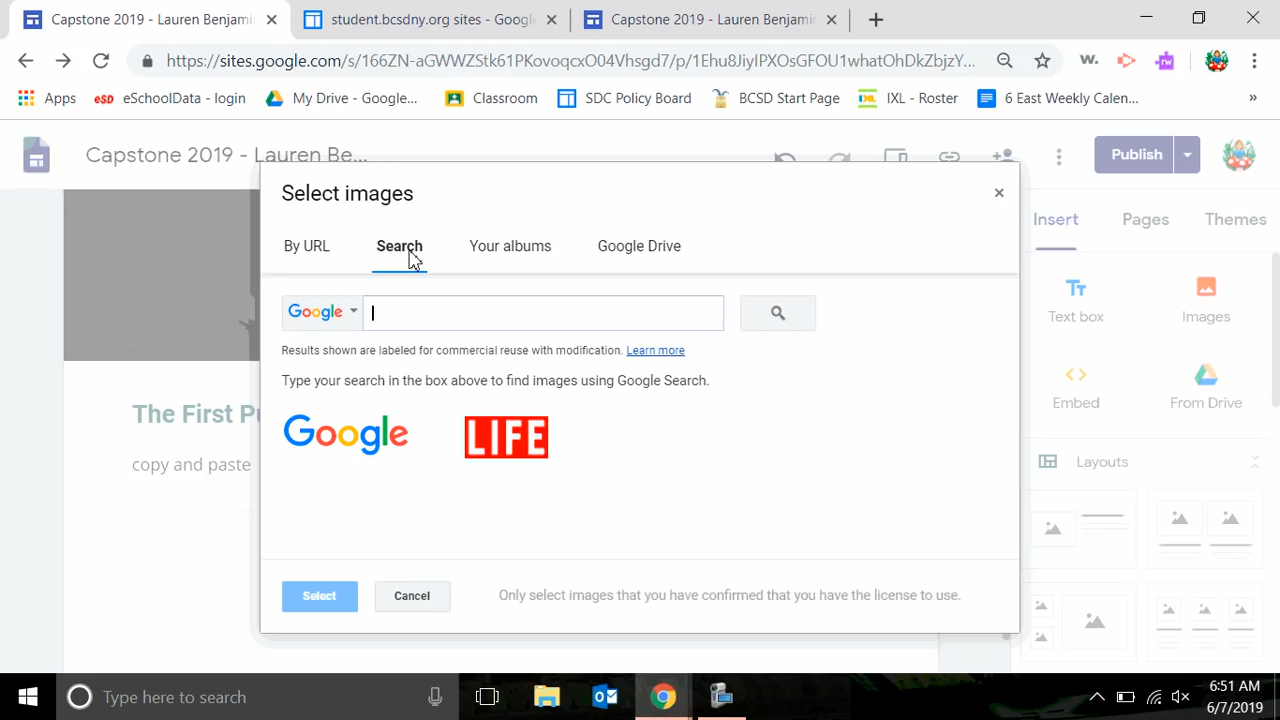 Capstone 2019 - Lauren Benjami
student.bcsdny.org sites - Googl
Capstone 2019 - Lauren Benjami
https://sites.google.com/s/166ZN-aGWWZStk61PKovoqcxO04Vhsgd7/p/1Ehu8JiyIPXOsGFOU1whatOhDkZbjzY...
w.
rw
Apps
esD eSchoolData - login
My Drive - Google...
Classroom
SDC Policy Board
BCSD Start Page
IXL - Roster
6 East Weekly Calen...
»
Capstone 2019 - Lauren Be...
Publish
Select images
By URL
Search
Your albums
Google Drive
Insert
Pages
Themes
Google
Results shown are labeled for commercial reuse with modification. Learn more
Type your search in the box above to find images using Google Search.
Google
LIFE
Tt
Text box
Images
Embed
From Drive
The First Pu
copy and paste
Layouts
Select
Cancel
Only select images that you have confirmed that you have the license to use.
Type here to search
6:51 AM
6/7/2019